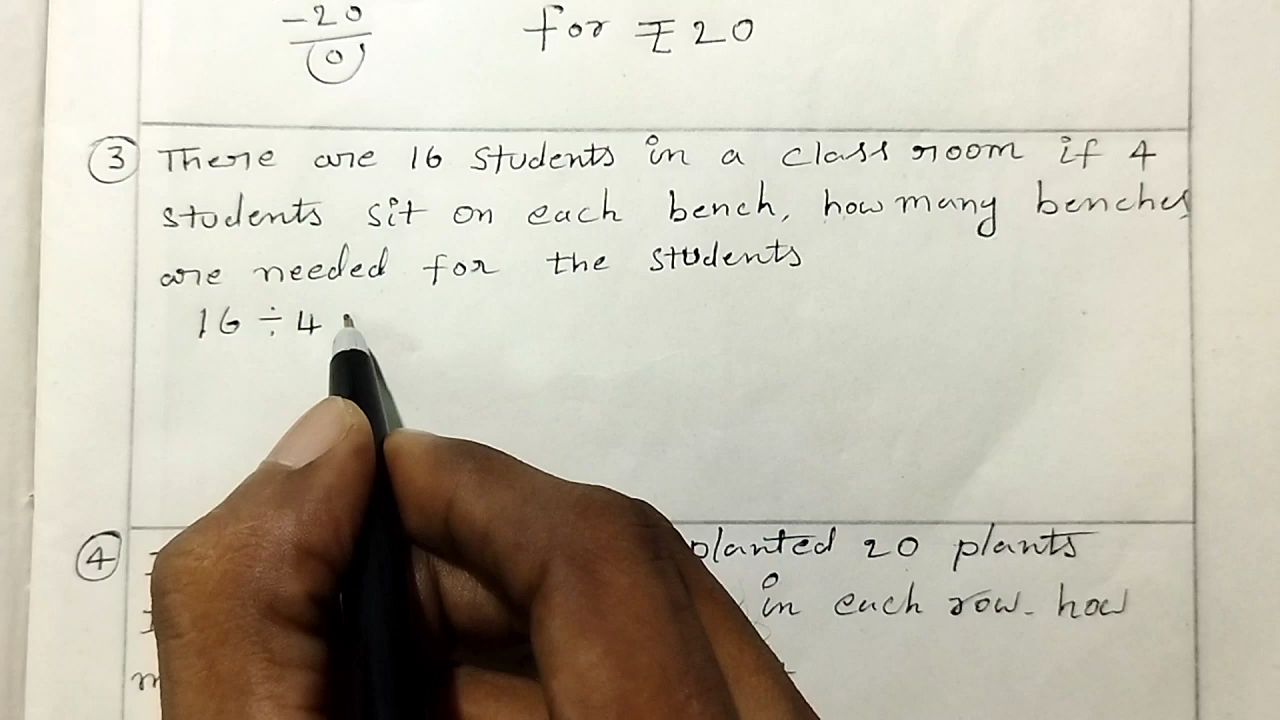 -20
0
for ₹20
3 There are 16 students in a class room if 4
students sit on each bench, how many benches
are needed for the students
16 ÷ 4
4 planted 20 plants
in each row. how